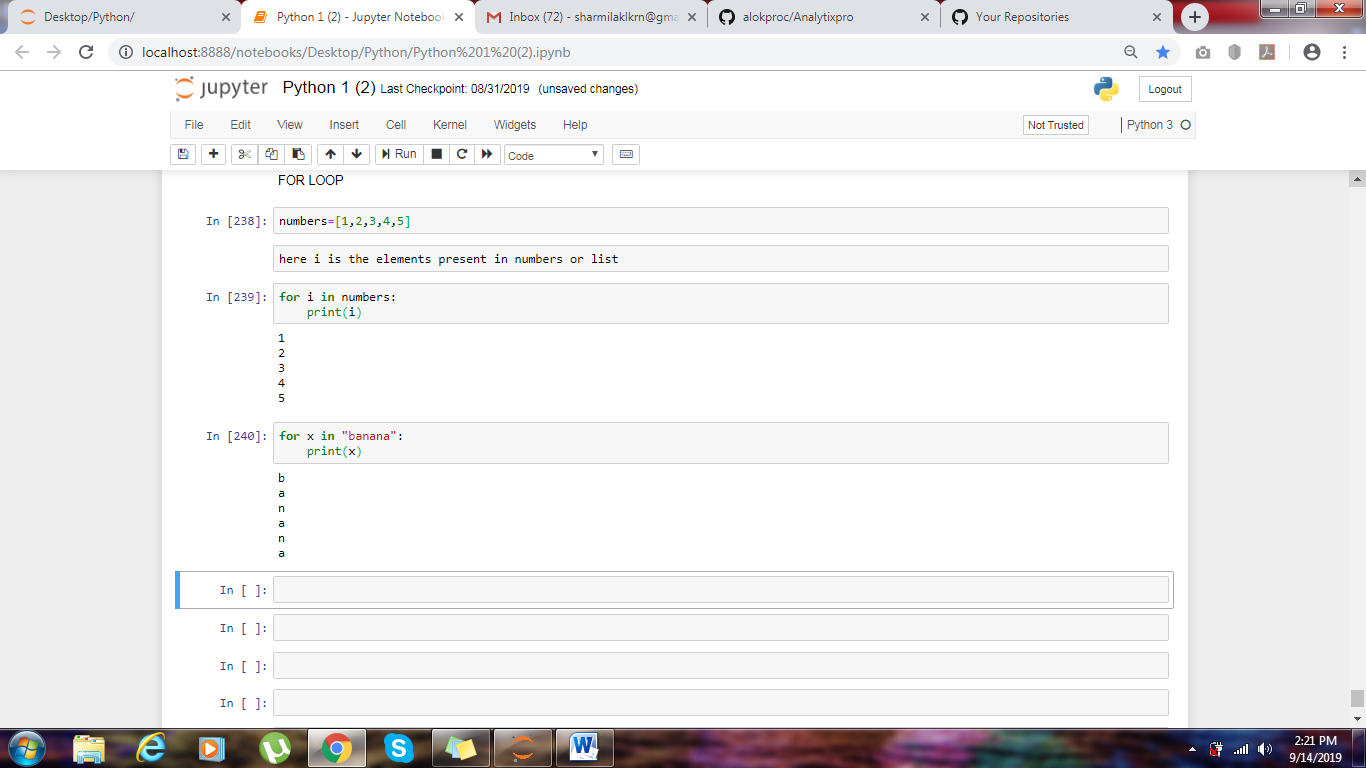 Desktop/Python/
Python 1 (2) - Jupyter Notebook
Inbox (72) - sharmilaklkrn@gma
alokproc/Analytixpro
Your Repositories
localhost:8888/notebooks/Desktop/Python/Python%201%20(2).ipynb
jupyter Python 1 (2) Last Checkpoint: 08/31/2019 (unsaved changes)
Logout
File Edit View Insert Cell Kernel Widgets Help
Not Trusted
Python 3
Run
Code
FOR LOOP
In [238]: numbers=[1,2,3,4,5]
here i is the elements present in numbers or list
In [239]: for i in numbers:
    print(i)
1
2
3
4
5
In [240]: for x in "banana":
    print(x)
b
a
n
a
n
a
In [ ]:
In [ ]:
In [ ]:
In [ ]:
2:21 PM
9/14/2019